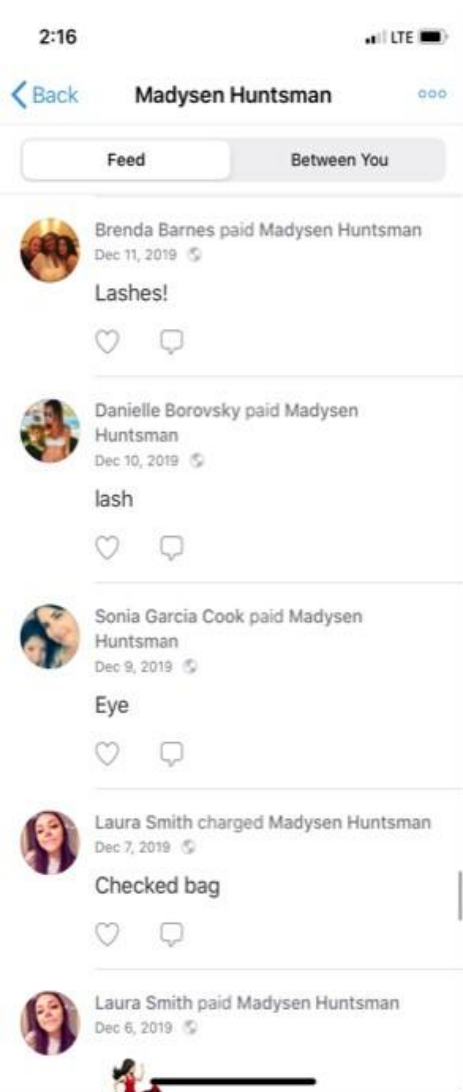 2:16
LTE
Back
Madysen Huntsman
Feed
Between You
Brenda Barnes paid Madysen Huntsman
Dec 11, 2019
Lashes!
Danielle Borovsky paid Madysen
Huntsman
Dec 10, 2019
lash
Sonia Garcia Cook paid Madysen
Huntsman
Dec 9, 2019
Eye
Laura Smith charged Madysen Huntsman
Dec 7, 2019
Checked bag
Laura Smith paid Madysen Huntsman
Dec 6, 2019